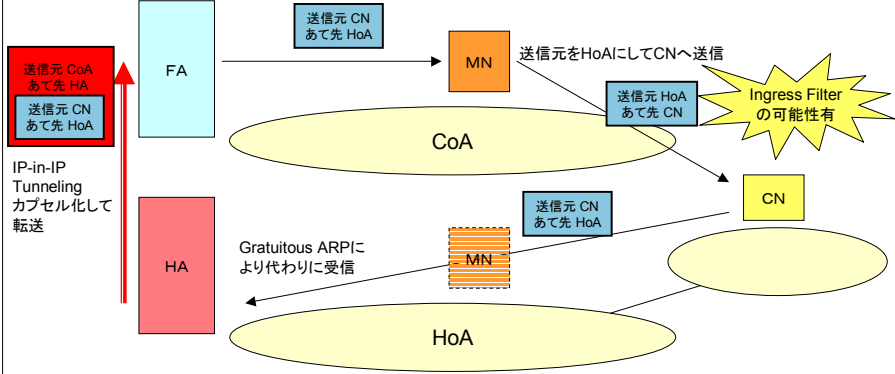 送信元 CN
あて先 HoA
送信元 CoA
あて先 HA
送信元 CN
あて先 HoA
FA
MN
送信元をHoAにしてCNへ送信
送信元 HoA
あて先 CN
Ingress Filter
の可能性有
CoA
IP-in-IP
Tunneling
カプセル化して
転送
送信元 CN
あて先 HoA
CN
HA
Gratuitous ARPに
より代わりに受信
MN
HoA